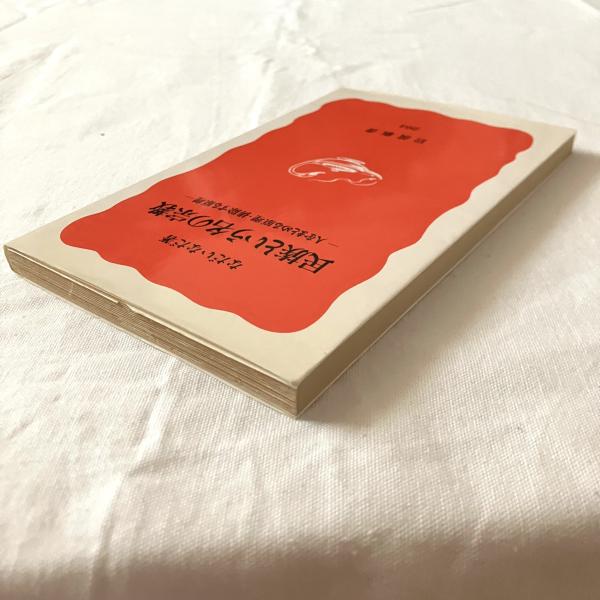 なだいなだ著
民族という名の宗教
―人をまとめる原理・排除する原理―
岩波新書
204